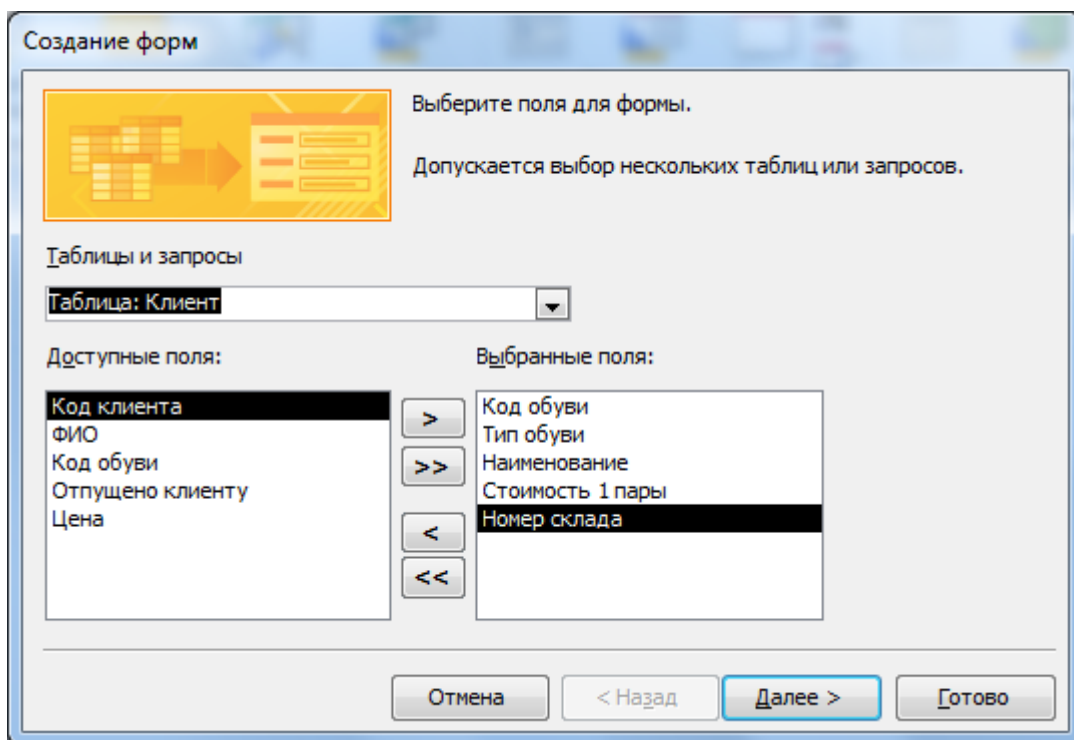 Создание форм
Выберите поля для формы.
Допускается выбор нескольких таблиц или запросов.
Таблицы и запросы
Таблица: Клиент
Доступные поля:
Выбранные поля:
Код клиента
ФИО
Код обуви
Отпущено клиенту
Цена
>
>>
<
<<
Код обуви
Тип обуви
Наименование
Стоимость 1 пары
Номер склада
Отмена
< Назад
Далее >
Готово